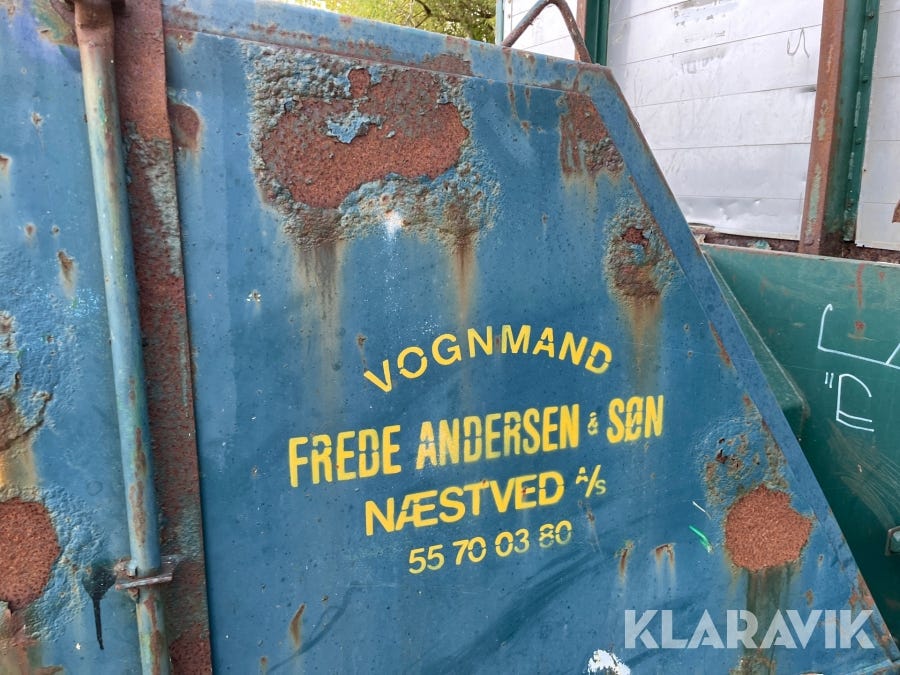 VOGNMAND
FREDE ANDERSEN & SØN
NÆSTVED A/S
55 70 03 80
KLARAVIK